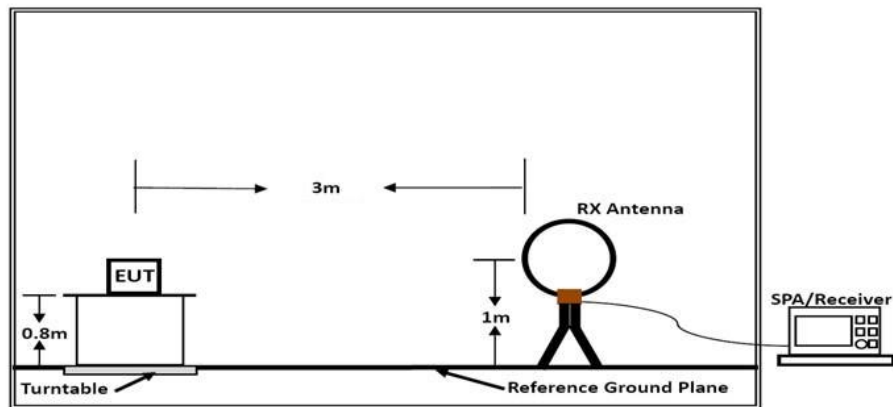 3m
RX Antenna
EUT
SPA/Receiver
1m
0.8m
Turntable
Reference Ground Plane